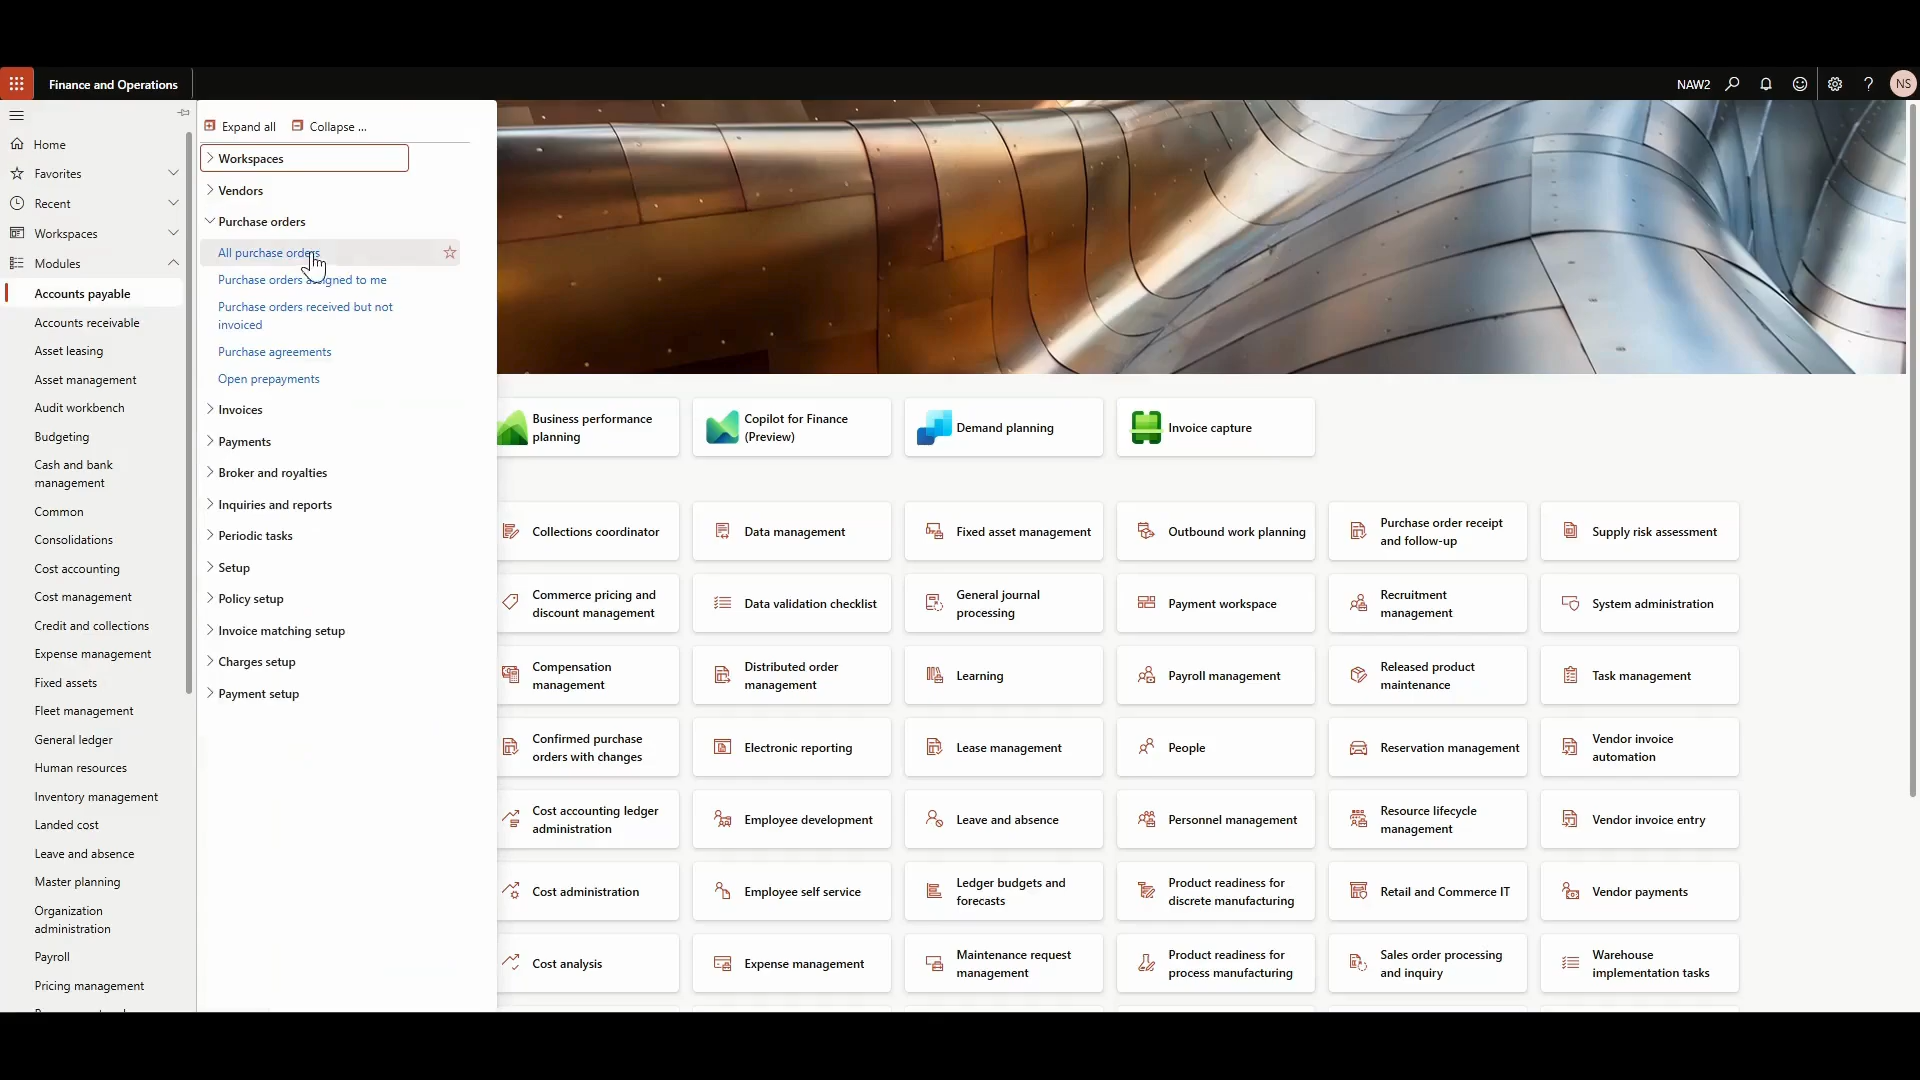 Finance and Operations
NAW2
NS
Home
Favorites
Recent
Workspaces
Modules
Accounts payable
Accounts receivable
Asset leasing
Asset management
Audit workbench
Budgeting
Cash and bank
management
Common
Consolidations
Cost accounting
Cost management
Credit and collections
Expense management
Fixed assets
Fleet management
General ledger
Human resources
Inventory management
Landed cost
Leave and absence
Master planning
Organization
administration
Payroll
Pricing management
Expand all
Collapse ...
Workspaces
Vendors
Purchase orders
All purchase orders
Purchase orders assigned to me
Purchase orders received but not
invoiced
Purchase agreements
Open prepayments
Invoices
Payments
Broker and royalties
Inquiries and reports
Periodic tasks
Setup
Policy setup
Invoice matching setup
Charges setup
Payment setup
Business performance
planning
Copilot for Finance
(Preview)
Demand planning
Invoice capture
Collections coordinator
Data management
Fixed asset management
Outbound work planning
Purchase order receipt
and follow-up
Supply risk assessment
Commerce pricing and
discount management
Data validation checklist
General journal
processing
Payment workspace
Recruitment
management
System administration
Compensation
management
Distributed order
management
Learning
Payroll management
Released product
maintenance
Task management
Confirmed purchase
orders with changes
Electronic reporting
Lease management
People
Reservation management
Vendor invoice
automation
Cost accounting ledger
administration
Employee development
Leave and absence
Personnel management
Resource lifecycle
management
Vendor invoice entry
Cost administration
Employee self service
Ledger budgets and
forecasts
Product readiness for
discrete manufacturing
Retail and Commerce IT
Vendor payments
Cost analysis
Expense management
Maintenance request
management
Product readiness for
process manufacturing
Sales order processing
and inquiry
Warehouse
implementation tasks